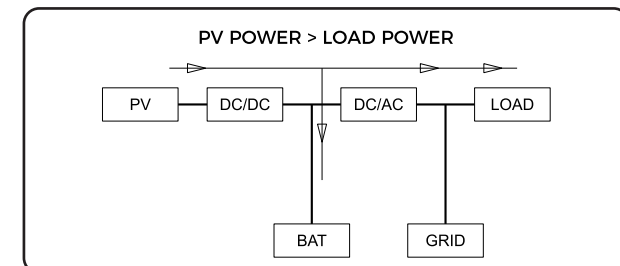 PV POWER > LOAD POWER
PV
DC/DC
DC/AC
LOAD
BAT
GRID